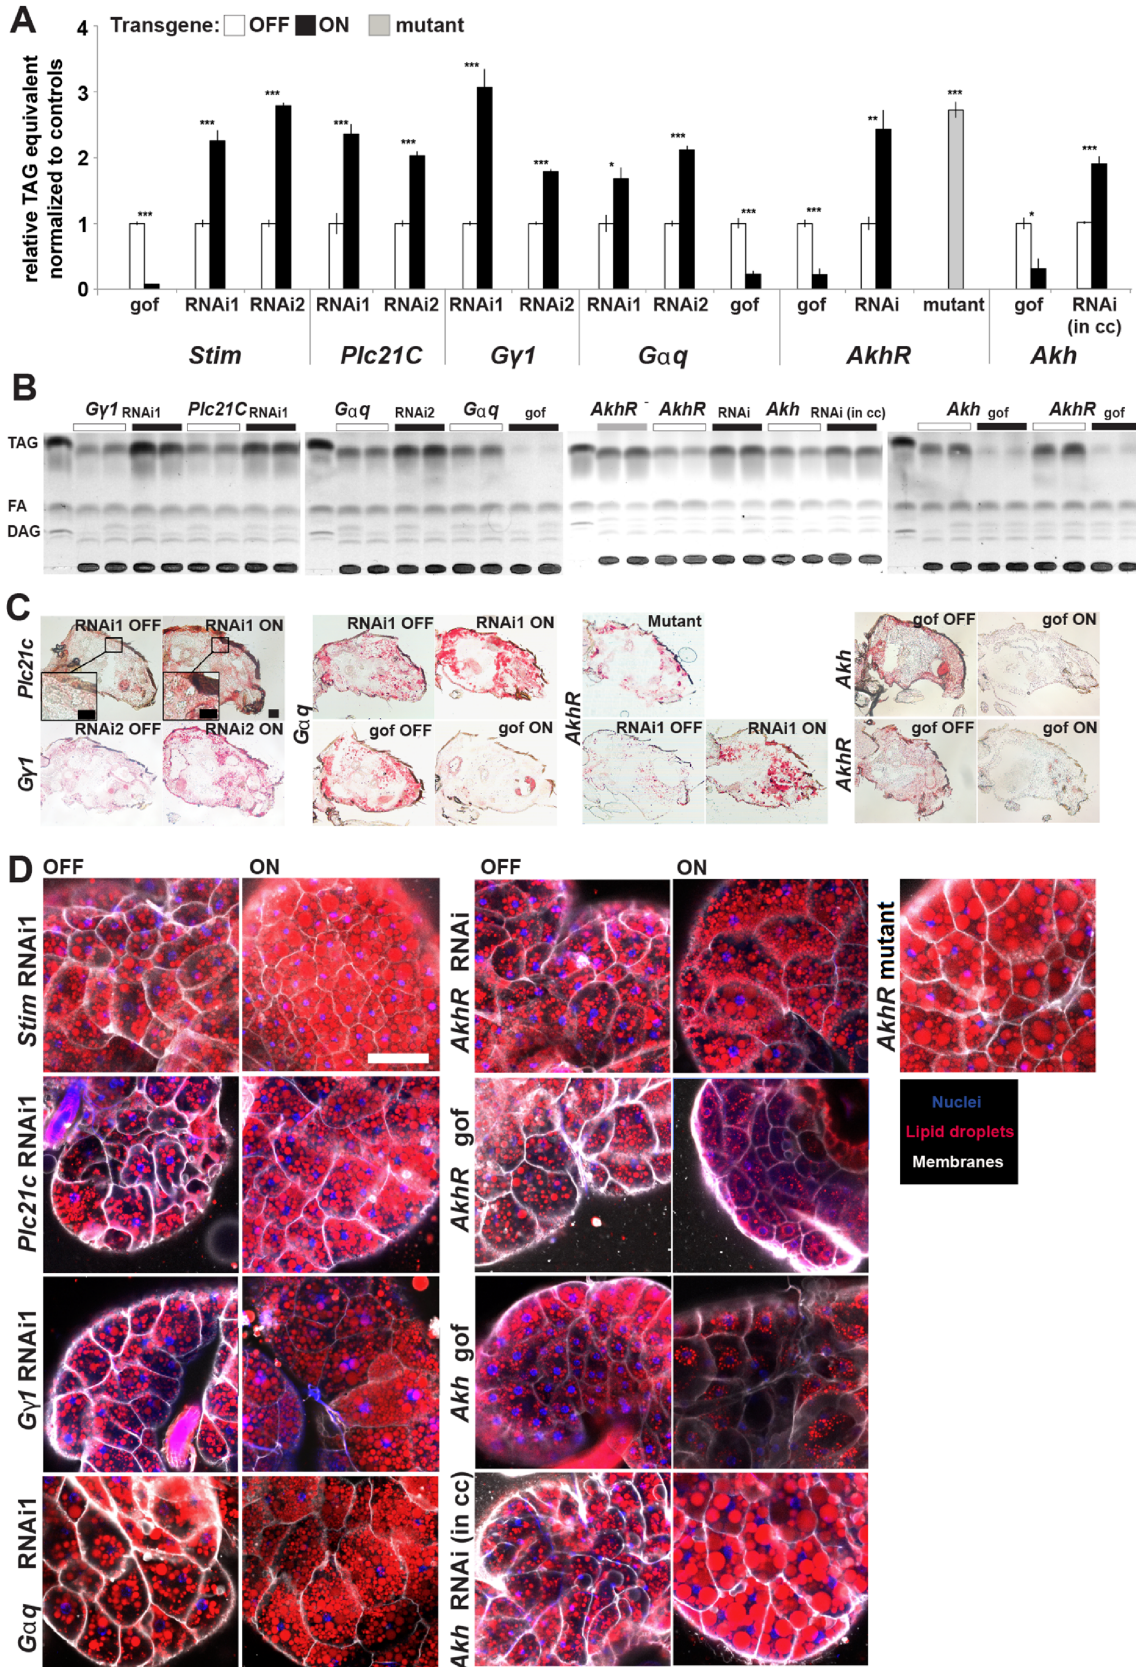 A
Transgene: OFF ON mutant
relative TAG equivalent
normalized to controls
4
3
2
1
0
*** *** *** *** *** *** *** * *** *** *** ** *** * ***
gof RNAi1 RNAi2 RNAi1 RNAi2 RNAi1 RNAi2 RNAi1 RNAi2 gof gof RNAi mutant gof RNAi
(in cc)
Stim Plc21C Gγ1 Gαq AkhR Akh
B
Gγ1 RNAi1 Plc21C RNAi1 Gαq RNAi2 Gαq gof AkhR - AkhR RNAi Akh RNAi (in cc) Akh gof AkhR gof
TAG
FA
DAG
C
Plc21c
RNAi1 OFF RNAi1 ON
Gγ1
RNAi2 OFF RNAi2 ON
Gαq
RNAi1 OFF RNAi1 ON
gof OFF gof ON
AkhR
Mutant
RNAi1 OFF RNAi1 ON
Akh
gof OFF gof ON
AkhR
gof OFF gof ON
D
OFF ON OFF ON
Stim RNAi1
AkhR RNAi
AkhR mutant
Plc21c RNAi1
AkhR gof
Nuclei
Lipid droplets
Membranes
Gγ1 RNAi1
Akh gof
Gαq RNAi1
Akh RNAi (in cc)